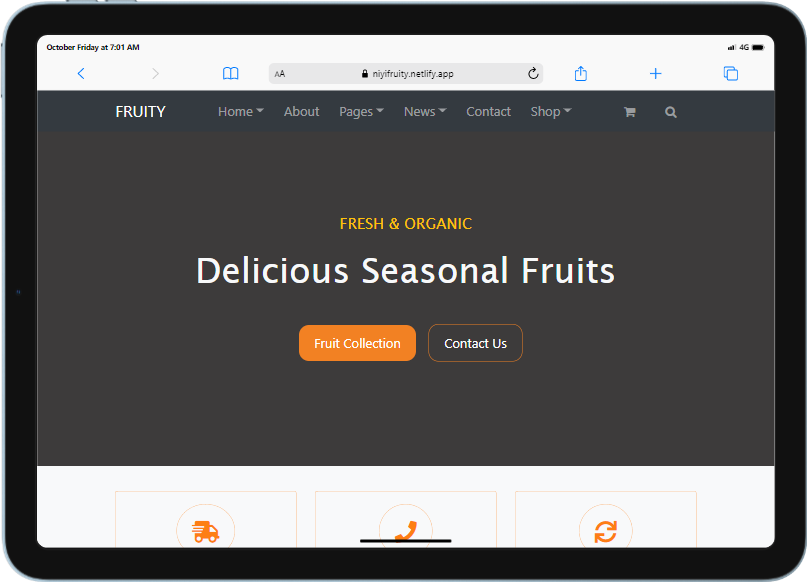 October Friday at 7:01 AM
4G
AA niyifruity.netlify.app
FRUITY Home About Pages News Contact Shop
FRESH & ORGANIC
Delicious Seasonal Fruits
Fruit Collection Contact Us